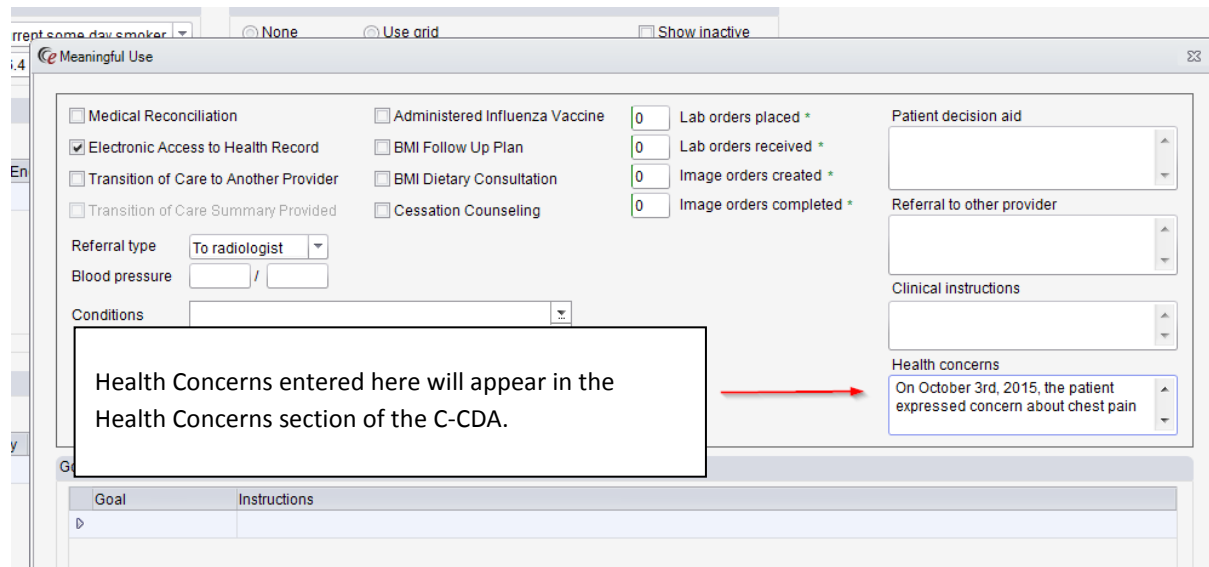 rrent some day smoker
None
Use grid
Show inactive
5.4
Ce Meaningful Use
Medical Reconciliation
Administered Influenza Vaccine
0 Lab orders placed *
Patient decision aid
Electronic Access to Health Record
BMI Follow Up Plan
0 Lab orders received *
En
Transition of Care to Another Provider
BMI Dietary Consultation
0 Image orders created *
Transition of Care Summary Provided
Cessation Counseling
0 Image orders completed *
Referral to other provider
Referral type To radiologist
Blood pressure /
Clinical instructions
Conditions
Health Concerns entered here will appear in the
Health Concerns section of the C-CDA.
Health concerns
On October 3rd, 2015, the patient
expressed concern about chest pain
y
Go
Goal Instructions